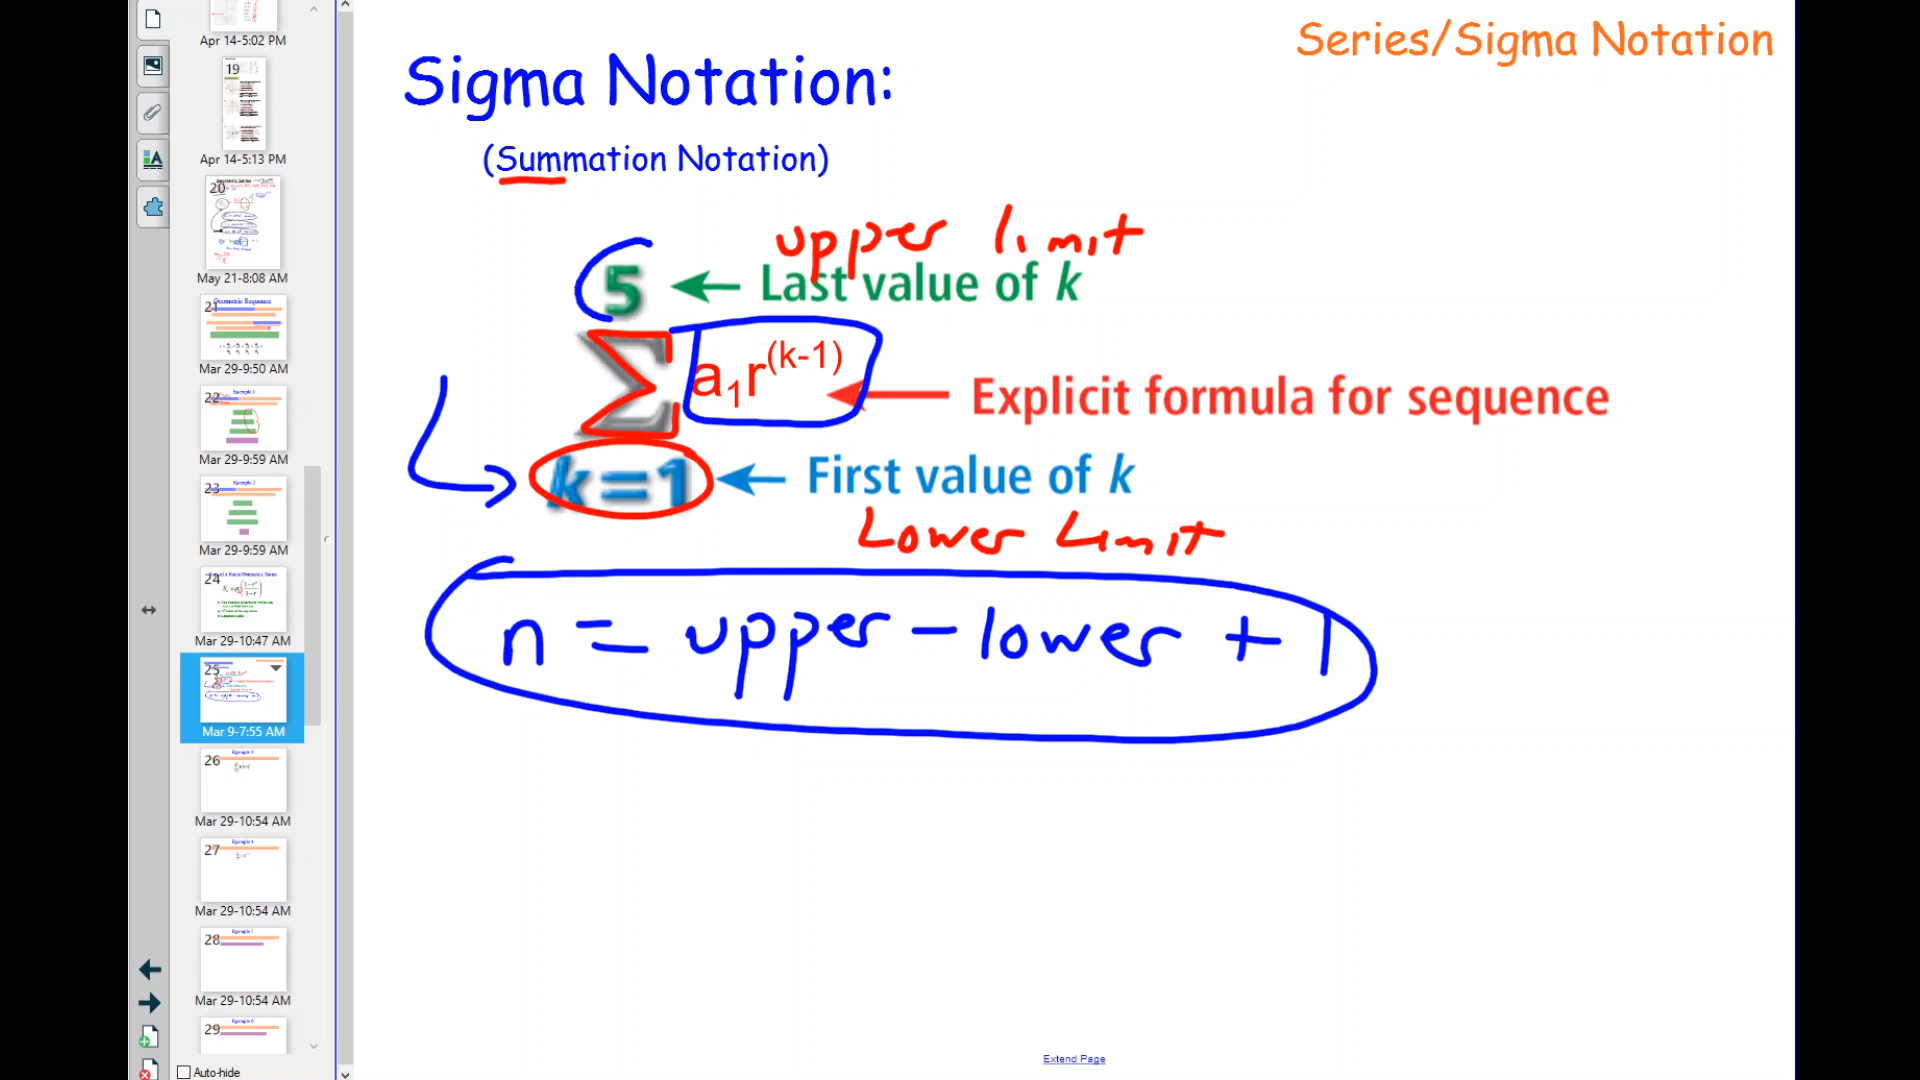 Apr 14-5:02 PM
19
Apr 14-5:13 PM
20
May 21-8:08 AM
21
Geometric Sequence
Mar 29-9:50 AM
22
Mar 29-9:59 AM
23
Mar 29-9:59 AM
24
Mar 29-10:47 AM
25
Mar 9-7:55 AM
26
Mar 29-10:54 AM
27
Mar 29-10:54 AM
28
Mar 29-10:54 AM
29
Auto-hide
Series/Sigma Notation
Sigma Notation:
(Summation Notation)
upper limit
5 ← Last value of k
∑ a₁r^(k-1) ← Explicit formula for sequence
k=1 ← First value of k
Lower Limit
n = upper - lower + 1
Extend Page